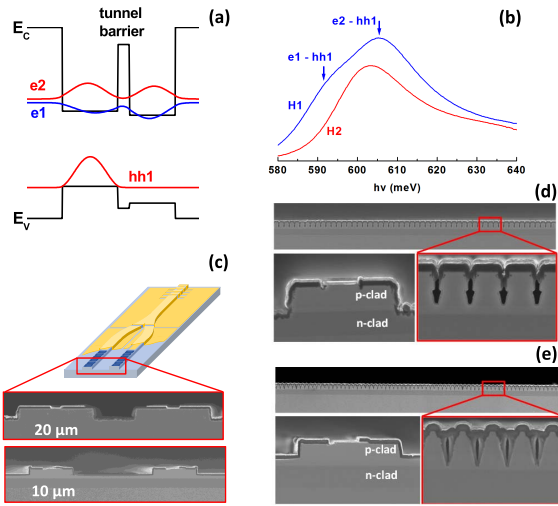 (a)
tunnel
barrier
E_C
e2
e1
hh1
E_V
(b)
e2 - hh1
e1 - hh1
H1
H2
580 590 600 610 620 630 640
hν (meV)
(c)
20 μm
10 μm
(d)
p-clad
n-clad
(e)
p-clad
n-clad